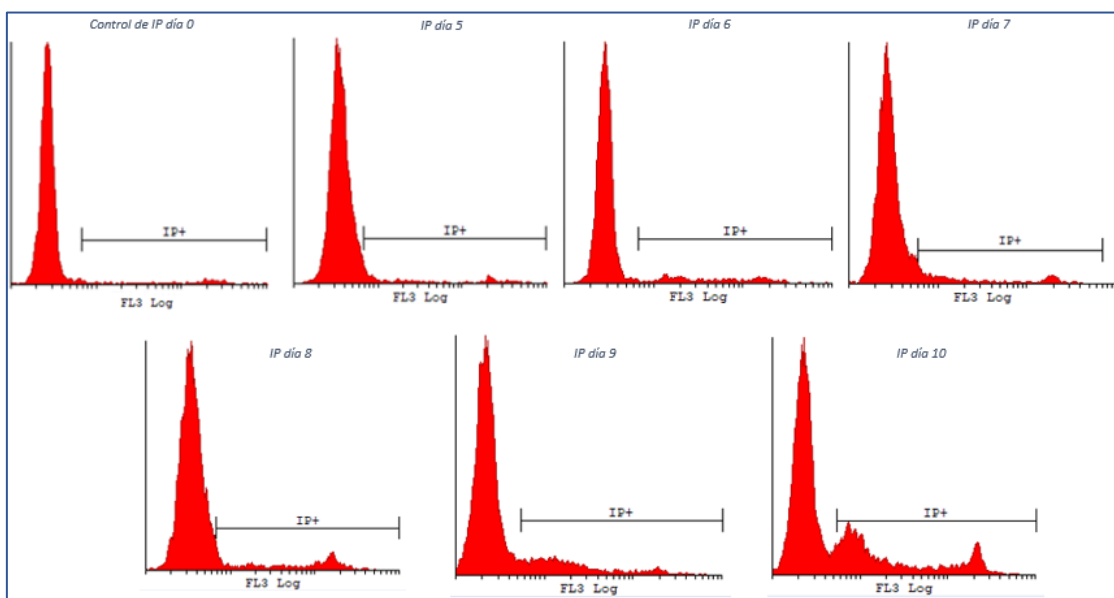 Control de IP día 0
IP día 5
IP día 6
IP día 7
IP+
IP+
IP+
IP+
FL3 Log
FL3 Log
FL3 Log
FL3 Log
IP día 8
IP día 9
IP día 10
IP+
IP+
IP+
FL3 Log
FL3 Log
FL3 Log